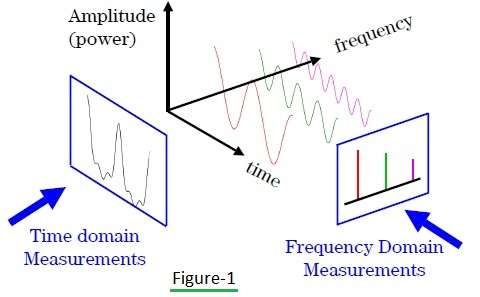 Amplitude
(power)
frequency
time
Time domain
Measurements
Frequency Domain
Measurements
Figure-1